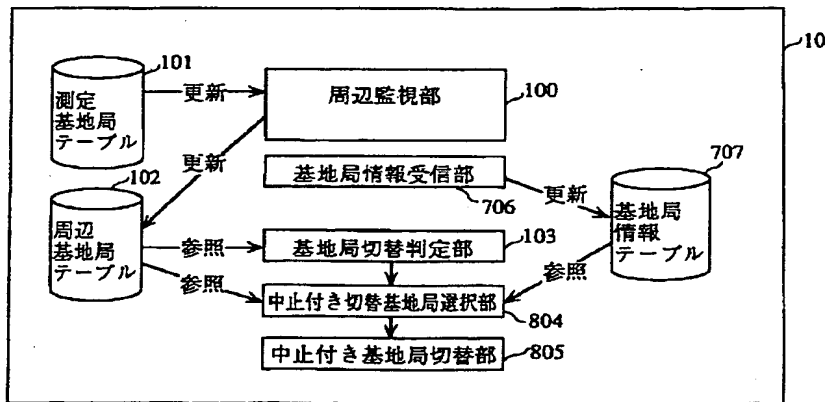 10
101
測定
基地局
テーブル
更新
周辺監視部
100
更新
102
周辺
基地局
テーブル
基地局情報受信部
706
更新
707
基地局
情報
テーブル
参照
基地局切替判定部
103
参照
参照
中止付き切替基地局選択部
804
中止付き基地局切替部
805